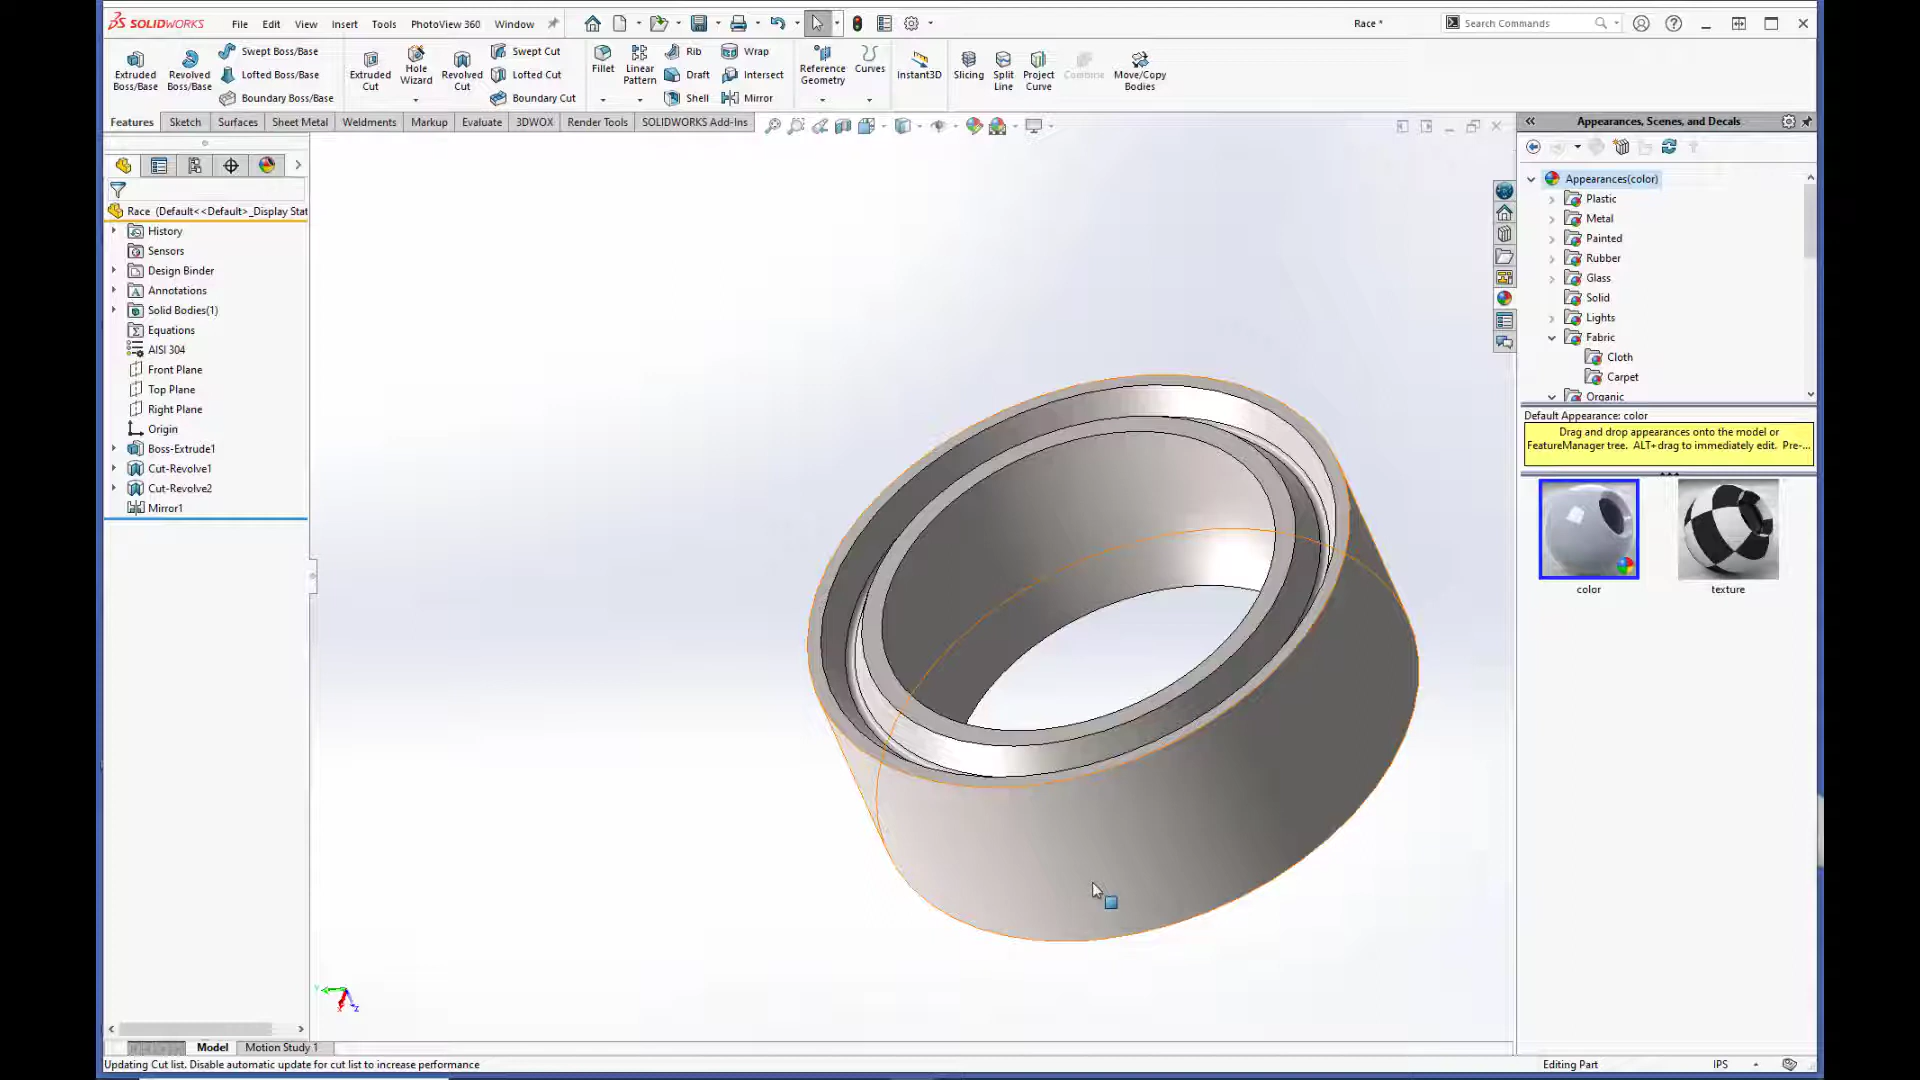 SOLIDWORKS File Edit View Insert Tools PhotoView 360 Window Race * Search Commands
Extruded Boss/Base
Revolved Boss/Base
Swept Boss/Base
Lofted Boss/Base
Boundary Boss/Base
Extruded Cut
Hole Wizard
Revolved Cut
Swept Cut
Lofted Cut
Boundary Cut
Fillet
Linear Pattern
Rib
Draft
Shell
Wrap
Intersect
Mirror
Reference Geometry
Curves
Instant3D
Slicing
Split Line
Project Curve
Combine
Move/Copy Bodies
Features Sketch Surfaces Sheet Metal Weldments Markup Evaluate 3DWOX Render Tools SOLIDWORKS Add-Ins
Race (Default<<Default>_Display Stat
History
Sensors
Design Binder
Annotations
Solid Bodies(1)
Equations
AISI 304
Front Plane
Top Plane
Right Plane
Origin
Boss-Extrude1
Cut-Revolve1
Cut-Revolve2
Mirror1
Y
X
Z
Appearances, Scenes, and Decals
Appearances(color)
Plastic
Metal
Painted
Rubber
Glass
Solid
Lights
Fabric
Cloth
Carpet
Organic
Default Appearance: color
Drag and drop appearances onto the model or
FeatureManager tree. ALT+drag to immediately edit. Pre-...
color texture
Model Motion Study 1
Updating Cut list. Disable automatic update for cut list to increase performance Editing Part IPS